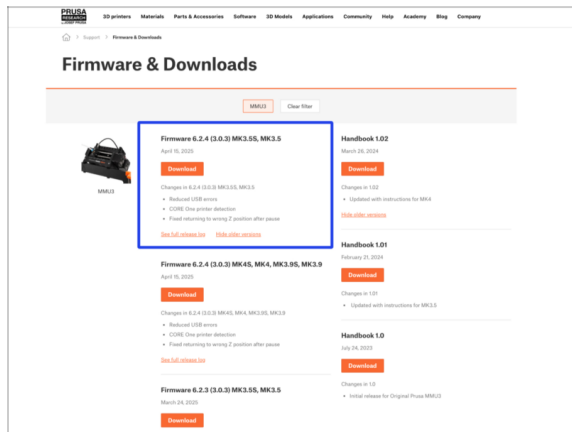 PRUSA
RESEARCH
by JOSEF PRUSA
3D printers Materials Parts & Accessories Software 3D Models Applications Community Help Academy Blog Company
Support > Firmware & Downloads
Firmware & Downloads
MMU3 Clear filter
MMU3
Firmware 6.2.4 (3.0.3) MK3.5S, MK3.5
April 15, 2025
Download
Changes in 6.2.4 (3.0.3) MK3.5S, MK3.5
• Reduced USB errors
• CORE One printer detection
• Fixed returning to wrong Z position after pause
See full release log Hide older versions
Firmware 6.2.4 (3.0.3) MK4S, MK4, MK3.9S, MK3.9
April 15, 2025
Download
Changes in 6.2.4 (3.0.3) MK4S, MK4, MK3.9S, MK3.9
• Reduced USB errors
• CORE One printer detection
• Fixed returning to wrong Z position after pause
See full release log
Firmware 6.2.3 (3.0.3) MK3.5S, MK3.5
March 24, 2025
Download
Handbook 1.02
March 28, 2024
Download
Changes in 1.02
• Updated with instructions for MK4
Hide older versions
Handbook 1.01
February 21, 2024
Download
Changes in 1.01
• Updated with instructions for MK3.5
Handbook 1.0
July 24, 2023
Download
Changes in 1.0
• Initial release for Original Prusa MMU3